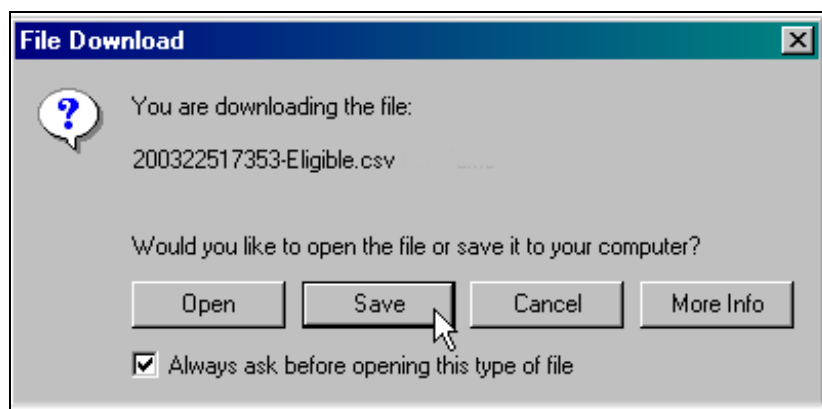 File Download
You are downloading the file:
200322517353-Eligible.csv
Would you like to open the file or save it to your computer?
Open Save Cancel More Info
Always ask before opening this type of file